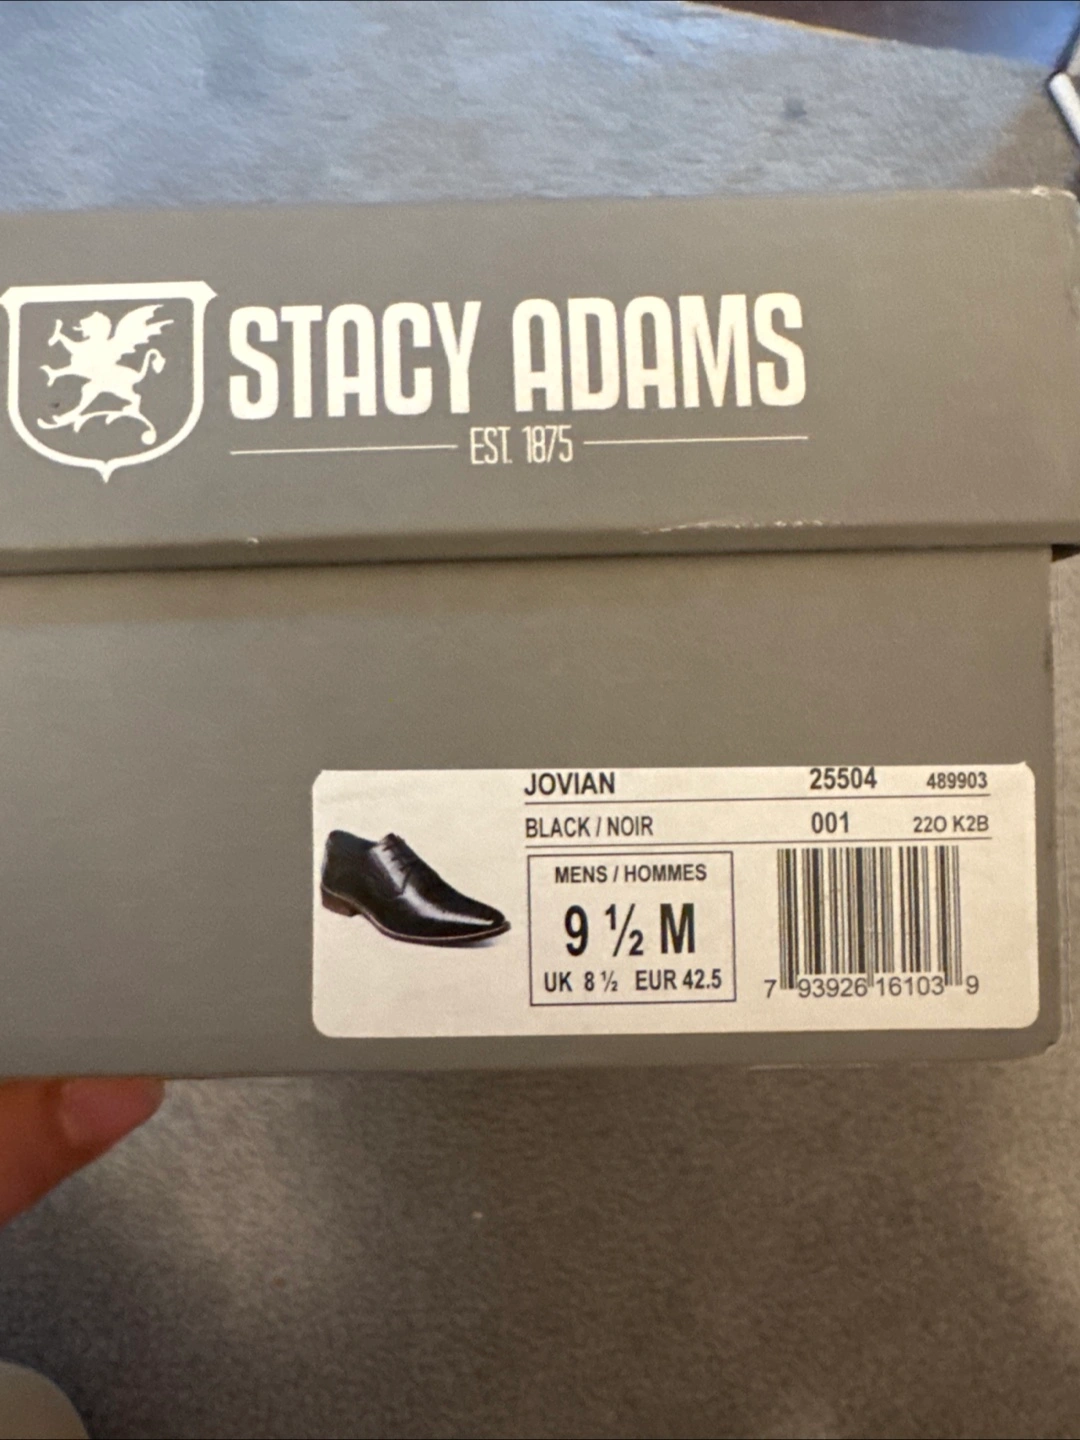 STACY ADAMS
EST. 1875
JOVIAN 25504 489903
BLACK / NOIR 001 22O K2B
MENS / HOMMES
9 ½ M
UK 8 ½ EUR 42.5
7 93926 16103 9